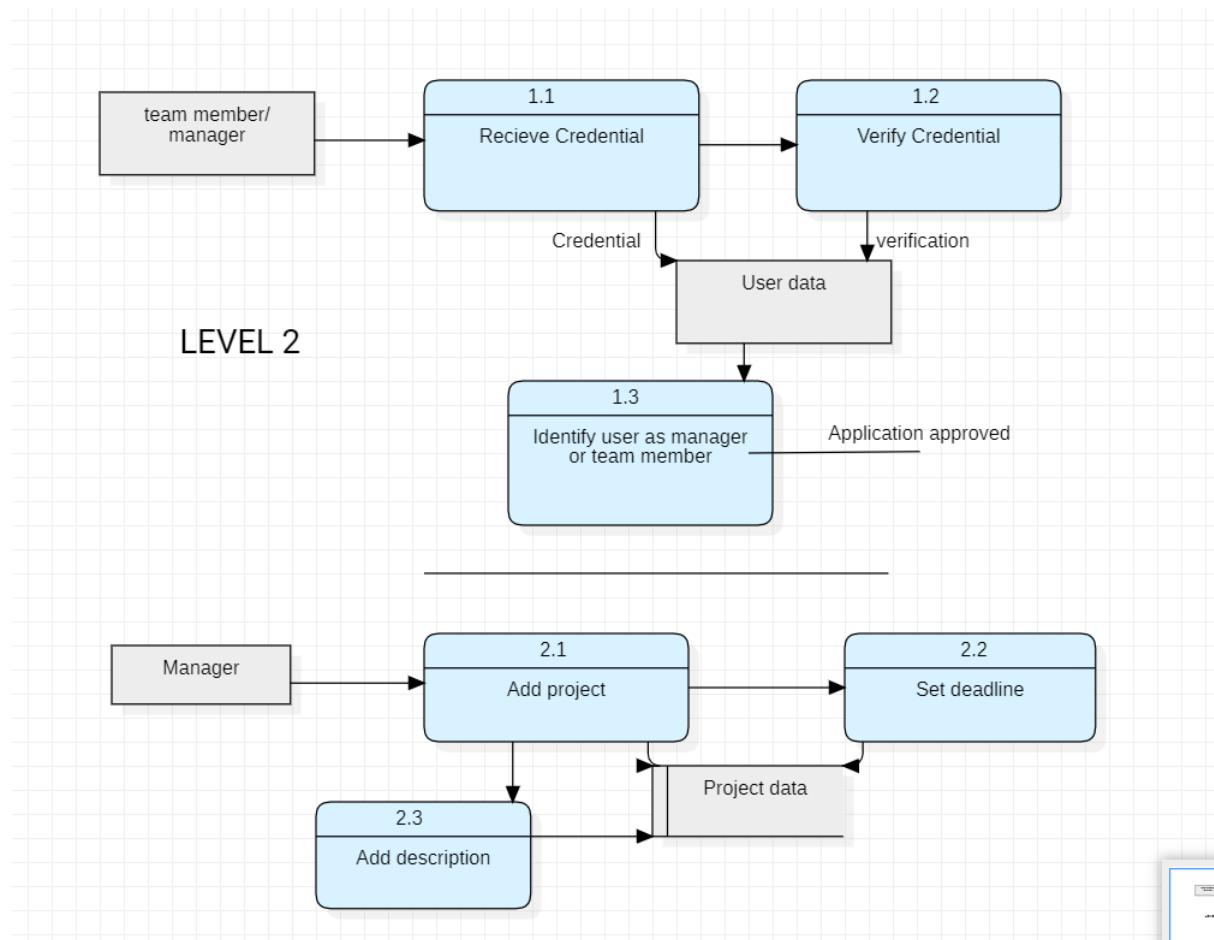 team member/
manager
1.1
Recieve Credential
1.2
Verify Credential
Credential
verification
User data
LEVEL 2
1.3
Identify user as manager
or team member
Application approved
Manager
2.1
Add project
2.2
Set deadline
Project data
2.3
Add description